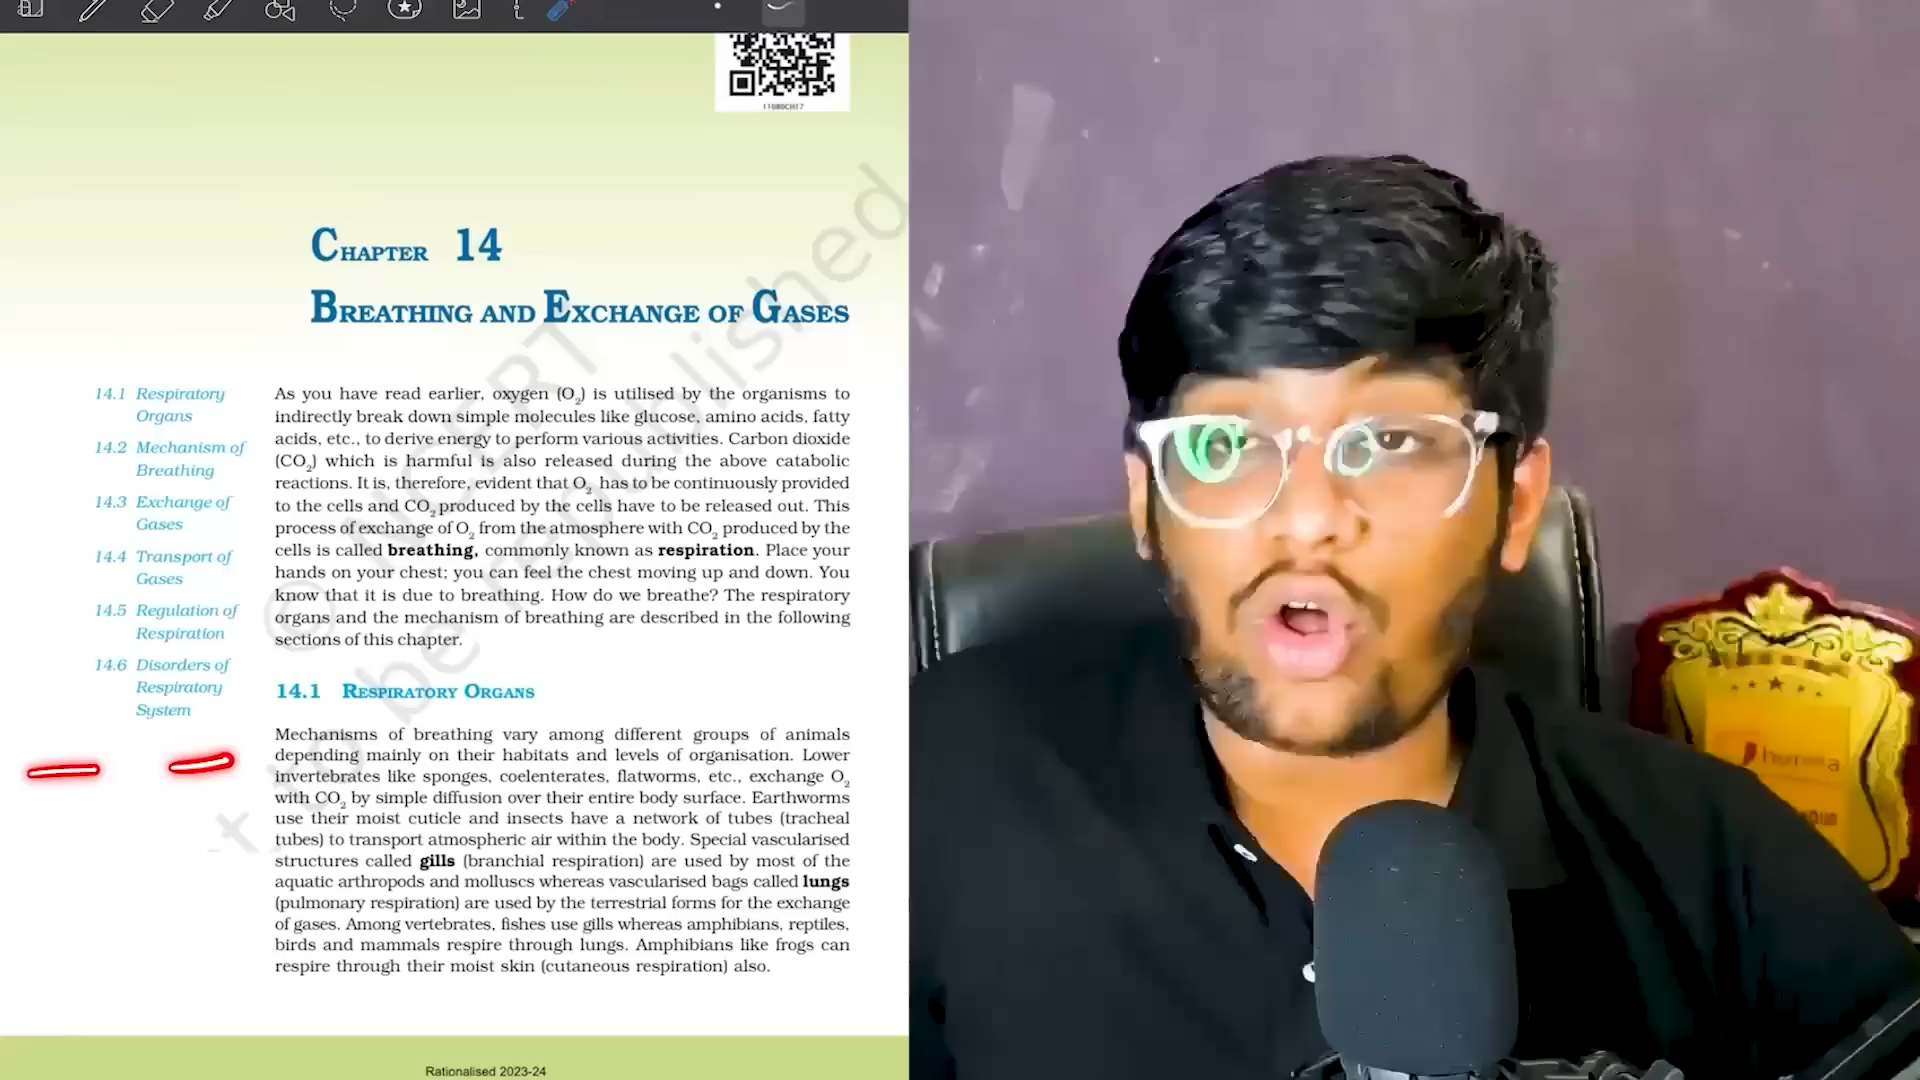 11080CH17
CHAPTER 14
BREATHING AND EXCHANGE OF GASES
14.1 Respiratory
Organs
14.2 Mechanism of
Breathing
14.3 Exchange of
Gases
14.4 Transport of
Gases
14.5 Regulation of
Respiration
14.6 Disorders of
Respiratory
System
As you have read earlier, oxygen (O₂) is utilised by the organisms to
indirectly break down simple molecules like glucose, amino acids, fatty
acids, etc., to derive energy to perform various activities. Carbon dioxide
(CO₂) which is harmful is also released during the above catabolic
reactions. It is, therefore, evident that O₂ has to be continuously provided
to the cells and CO₂ produced by the cells have to be released out. This
process of exchange of O₂ from the atmosphere with CO₂ produced by the
cells is called breathing, commonly known as respiration. Place your
hands on your chest; you can feel the chest moving up and down. You
know that it is due to breathing. How do we breathe? The respiratory
organs and the mechanism of breathing are described in the following
sections of this chapter.
14.1 RESPIRATORY ORGANS
Mechanisms of breathing vary among different groups of animals
depending mainly on their habitats and levels of organisation. Lower
invertebrates like sponges, coelenterates, flatworms, etc., exchange O₂
with CO₂ by simple diffusion over their entire body surface. Earthworms
use their moist cuticle and insects have a network of tubes (tracheal
tubes) to transport atmospheric air within the body. Special vascularised
structures called gills (branchial respiration) are used by most of the
aquatic arthropods and molluscs whereas vascularised bags called lungs
(pulmonary respiration) are used by the terrestrial forms for the exchange
of gases. Among vertebrates, fishes use gills whereas amphibians, reptiles,
birds and mammals respire through lungs. Amphibians like frogs can
respire through their moist skin (cutaneous respiration) also.
© NCERT
be republished
Rationalised 2023-24